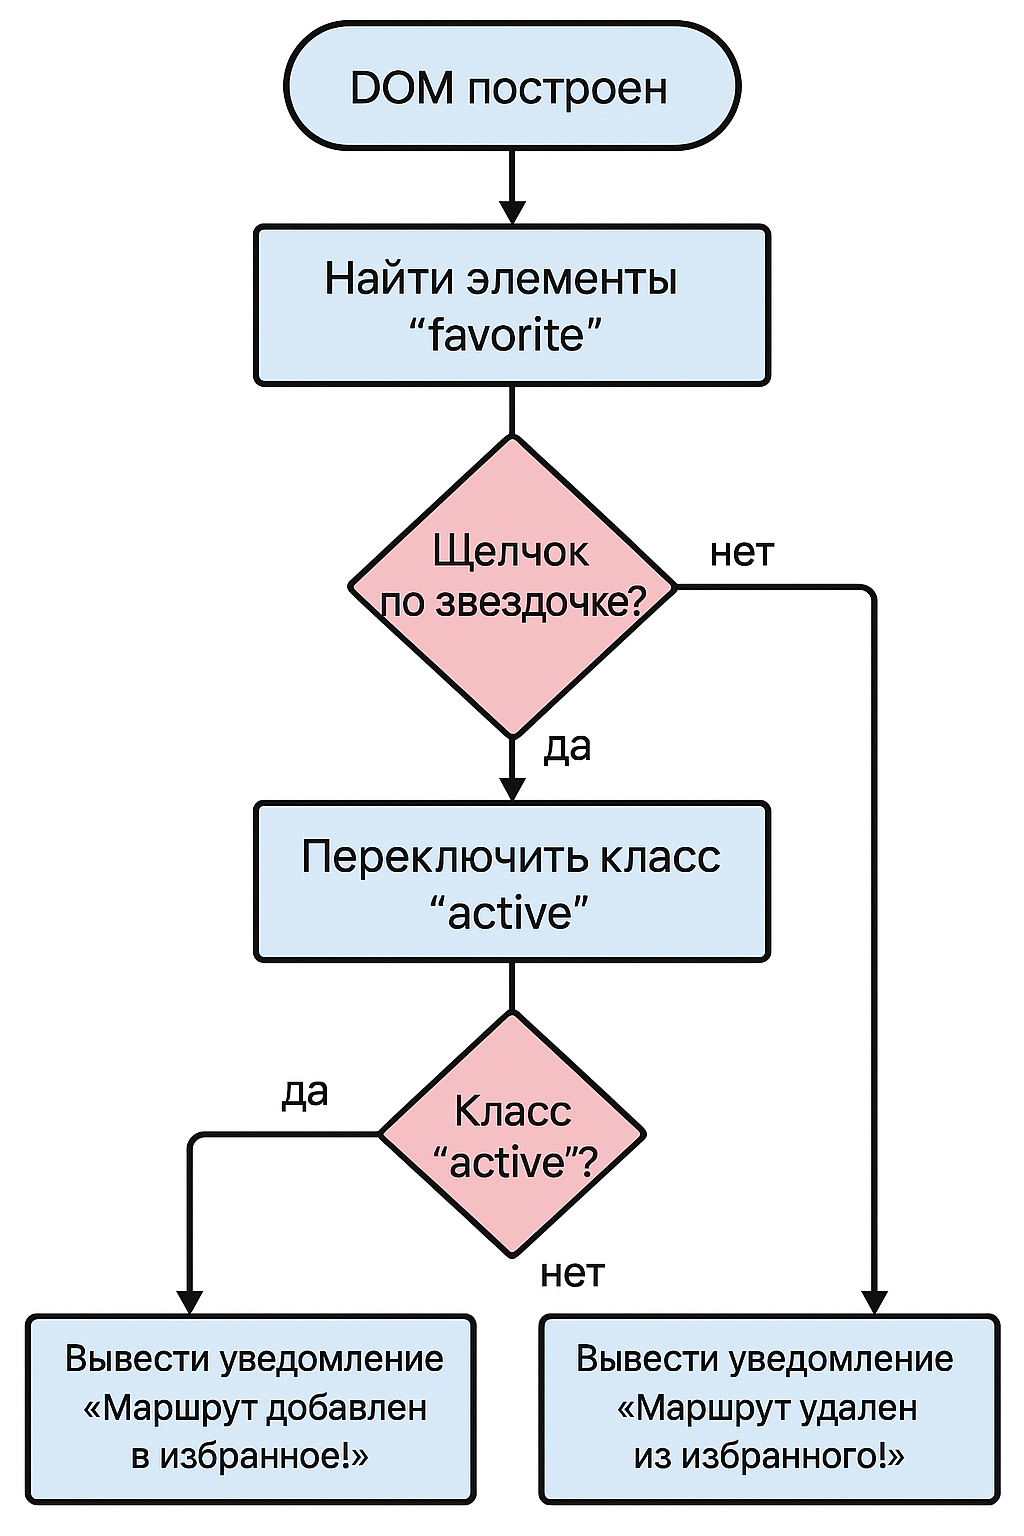 DOM построен
Найти элементы
“favorite”
Щелчок
по звездочке?
нет
да
Переключить класс
“active”
да
Класс
“active”?
нет
Вывести уведомление
«Маршрут добавлен
в избранное!»
Вывести уведомление
«Маршрут удален
из избранного!»